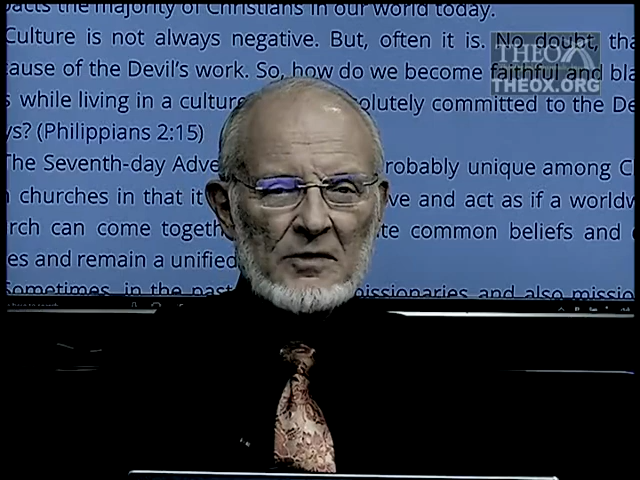 pacts the majority of Christians in our world today.
Culture is not always negative. But, often it is. No doubt, tha
cause of the Devil's work. So, how do we become faithful and bla
s while living in a culture olutely committed to the De
ys? (Philippians 2:15)
The Seventh-day Adve robably unique among C
churches in that it ve and act as if a worldw
rch can come togeth te common beliefs and
es and remain a unified
Sometimes, in the past issionaries and also missio
THEOX
THEOX.ORG